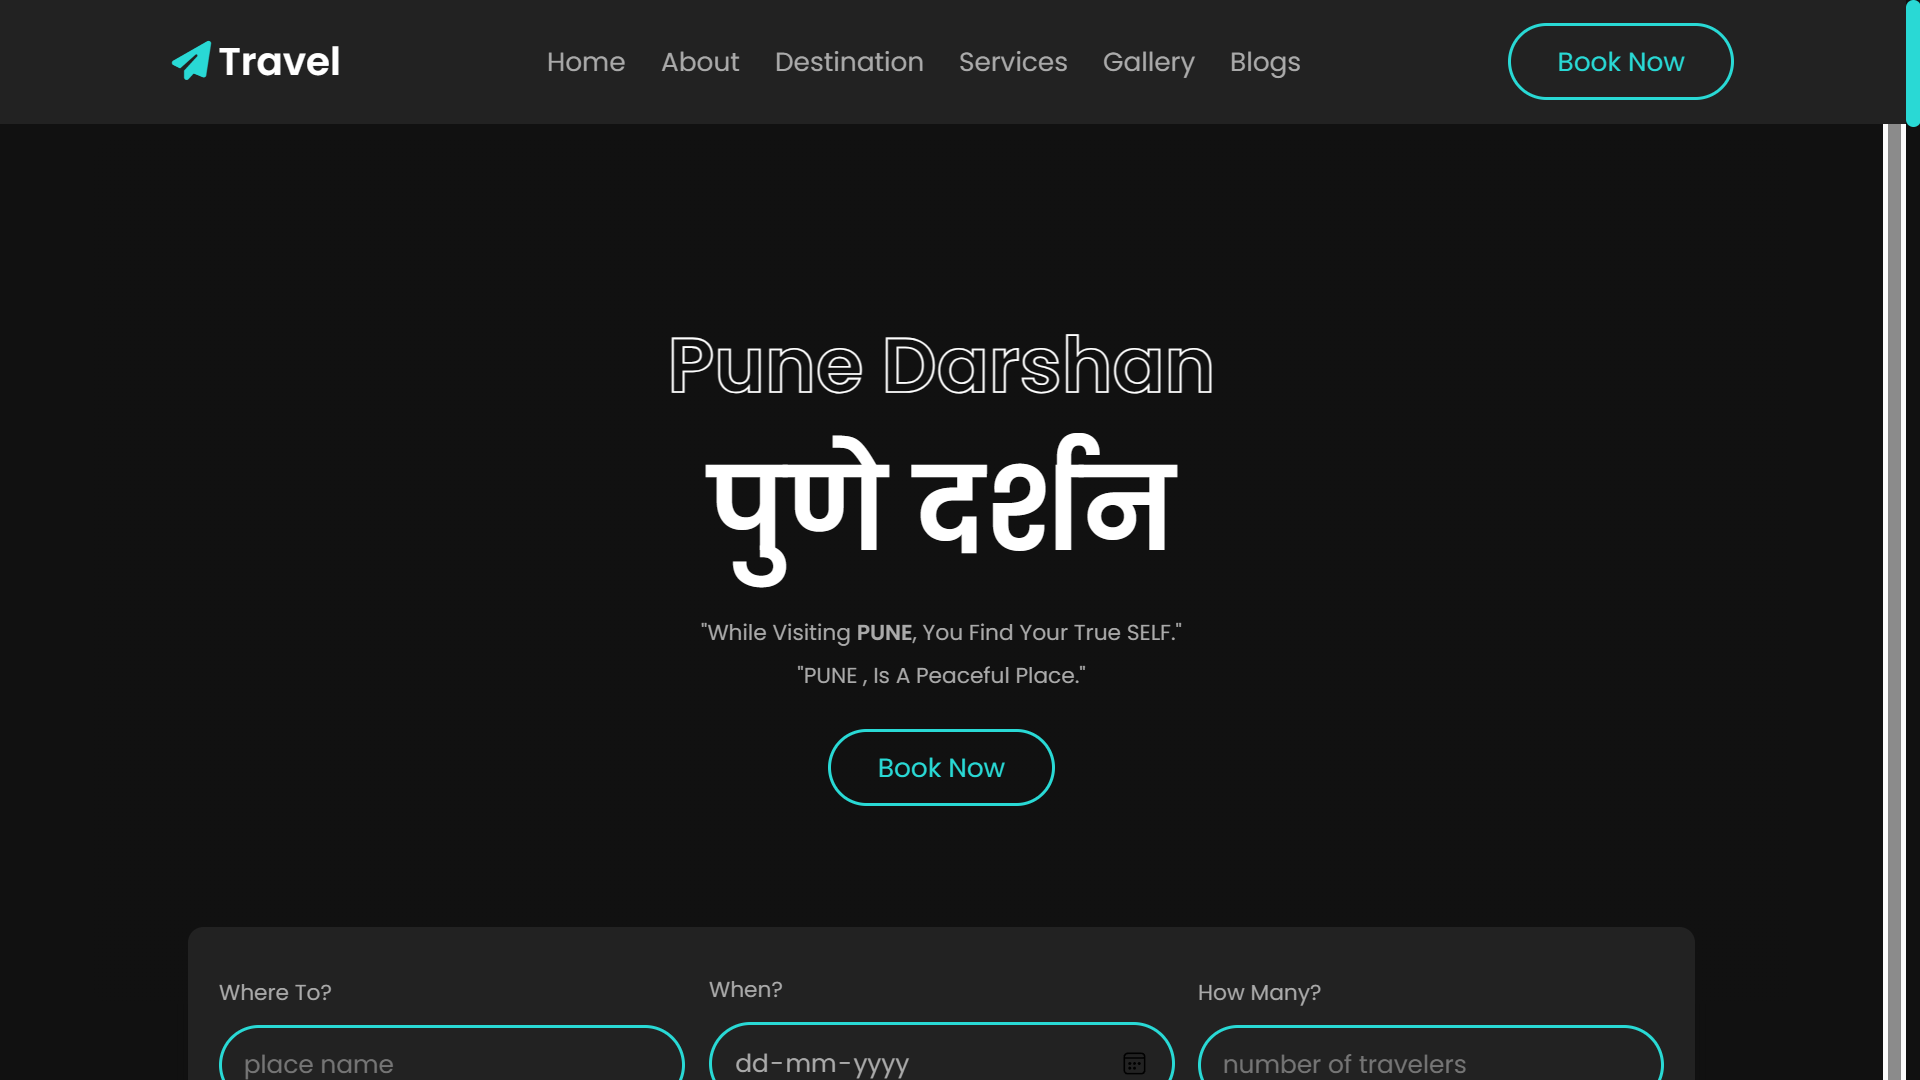 Travel
Home About Destination Services Gallery Blogs
Book Now
Pune Darshan
पुणे दर्शन
"While Visiting PUNE, You Find Your True SELF."
"PUNE , Is A Peaceful Place."
Book Now
Where To?
When?
How Many?
place name
dd-mm-yyyy
number of travelers